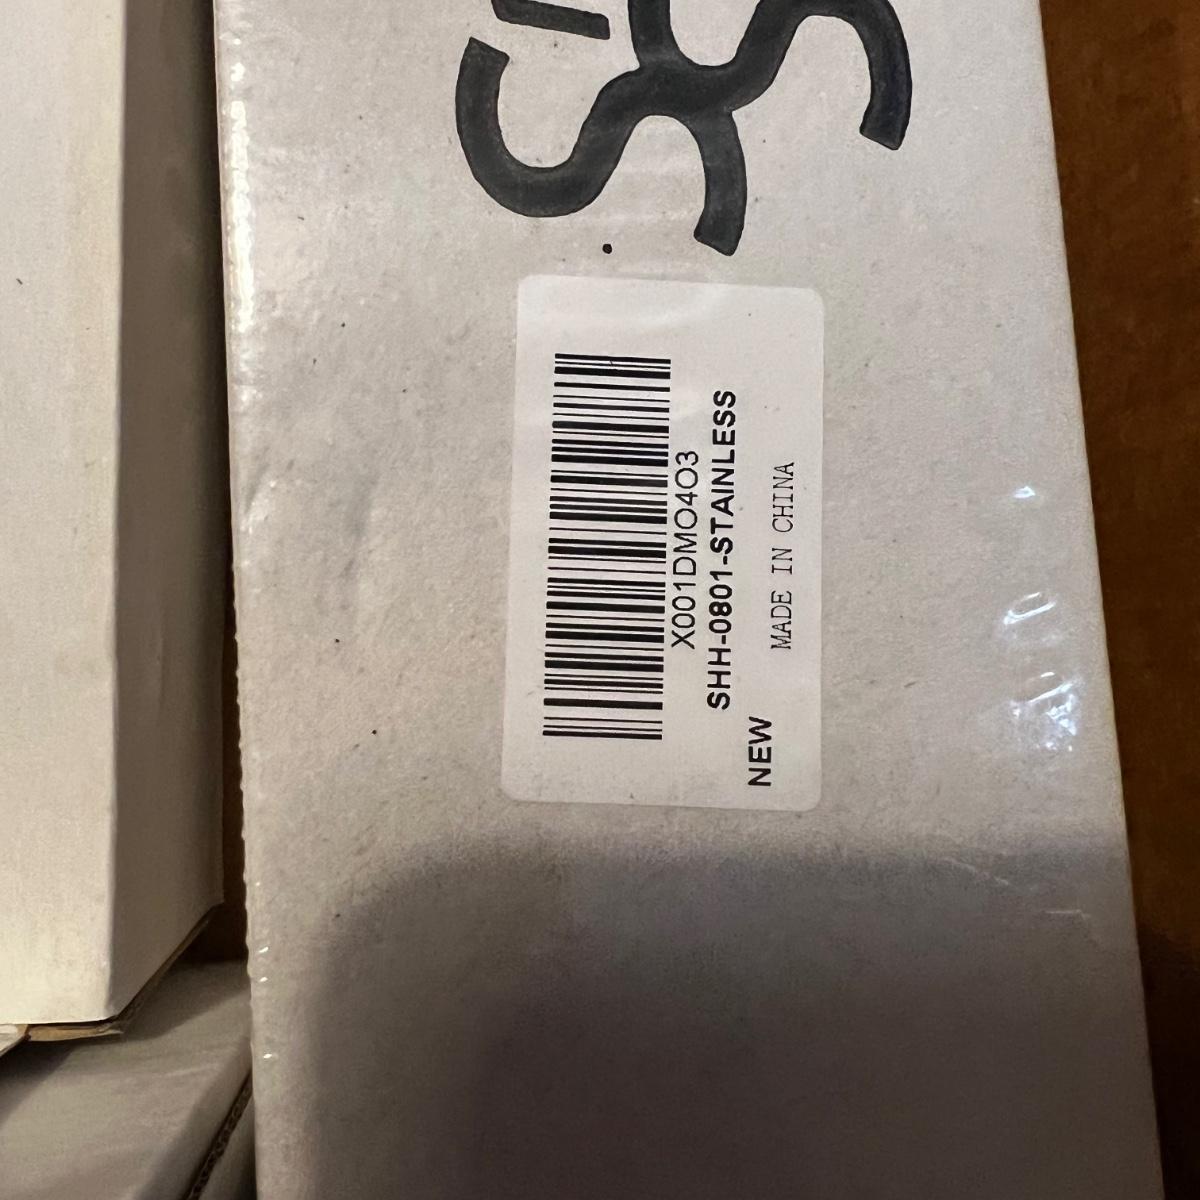 X001DMO4O3
SHH-0801-STAINLESS
NEW
MADE IN CHINA